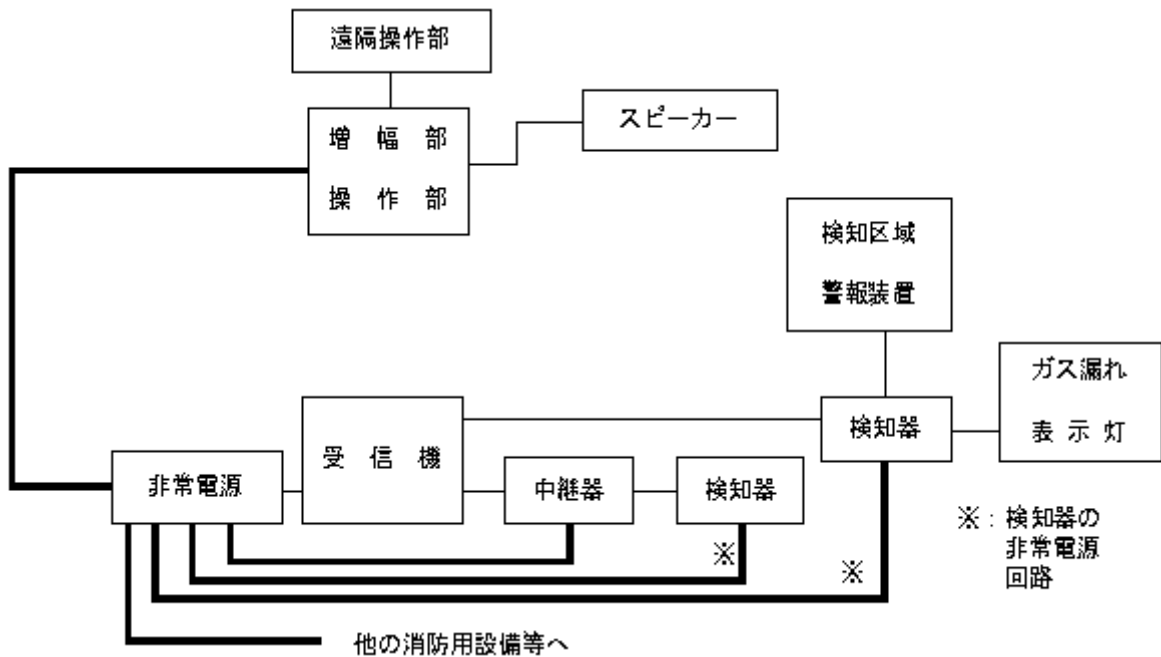 遠隔操作部
増幅部
操作部
スピーカー
検知区域
警報装置
ガス漏れ
表示灯
検知器
受信機
非常電源
中継器
検知器
※
※
※：検知器の
非常電源
回路
他の消防用設備等へ